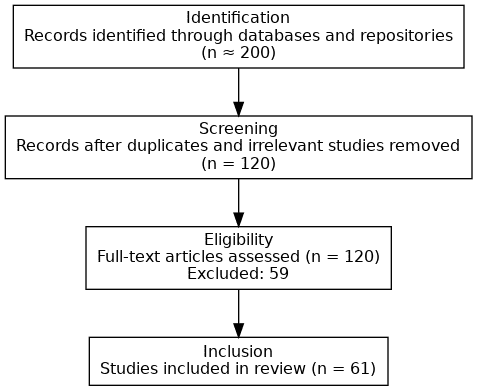 Identification
Records identified through databases and repositories
(n ≈ 200)
Screening
Records after duplicates and irrelevant studies removed
(n = 120)
Eligibility
Full-text articles assessed (n = 120)
Excluded: 59
Inclusion
Studies included in review (n = 61)